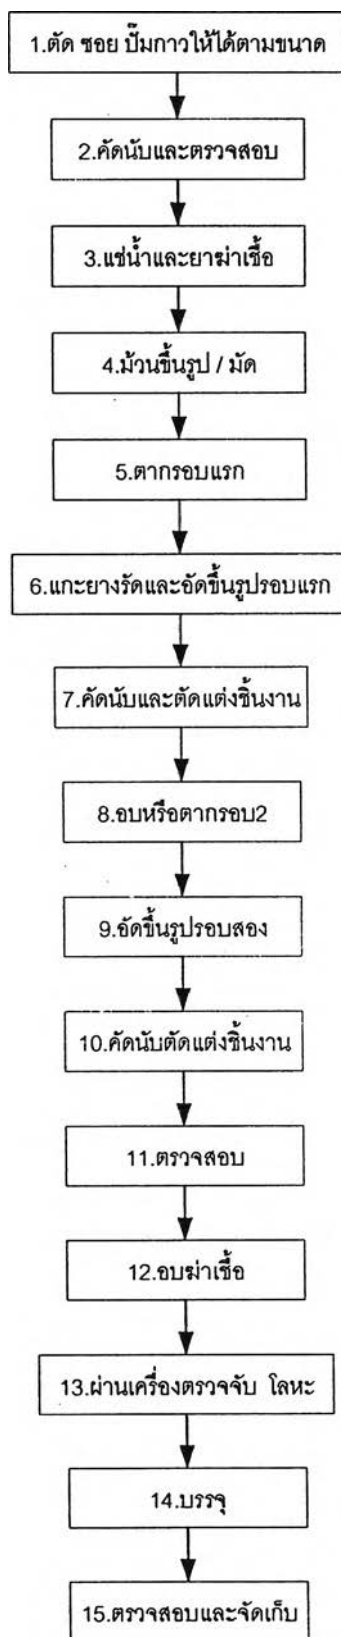 1.ตัด ซอย ปั๊มกาวให้ได้ตามขนาด
2.คัดนับและตรวจสอบ
3.แช่น้ำและยาฆ่าเชื้อ
4.ม้วนขึ้นรูป / มัด
5.ตากรอบแรก
6.แกะยางรัดและอัดขึ้นรูปรอบแรก
7.คัดนับและตัดแต่งชิ้นงาน
8.อบหรือตากรอบ2
9.อัดขึ้นรูปรอบสอง
10.คัดนับตัดแต่งชิ้นงาน
11.ตรวจสอบ
12.อบฆ่าเชื้อ
13.ผ่านเครื่องตรวจจับ โลหะ
14.บรรจุ
15.ตรวจสอบและจัดเก็บ